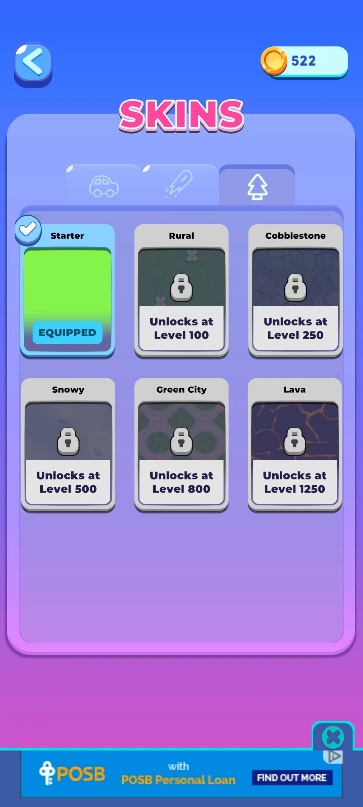 522
SKINS
Starter
Rural
Cobblestone
EQUIPPED
Unlocks at
Level 100
Unlocks at
Level 250
Snowy
Green City
Lava
Unlocks at
Level 500
Unlocks at
Level 800
Unlocks at
Level 1250
POSB
with
POSB Personal Loan
FIND OUT MORE